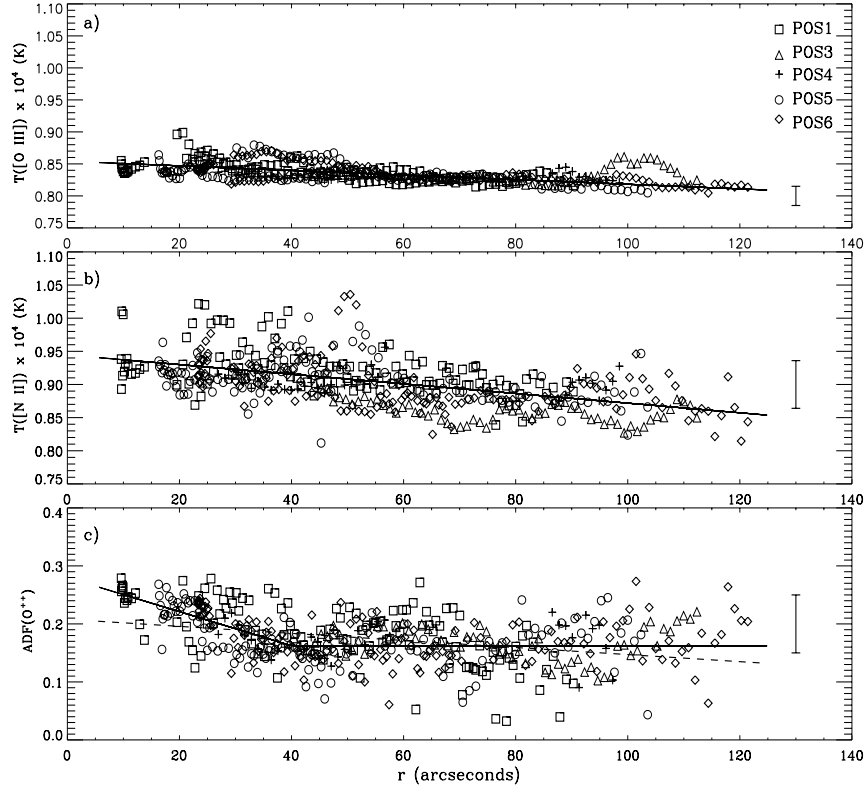 a)
1.10
1.05
1.00
0.95
0.90
0.85
0.80
0.75
T([O III]) x 10⁴ (K)
POS1
POS3
POS4
POS5
POS6
0 20 40 60 80 100 120 140
b)
1.10
1.05
1.00
0.95
0.90
0.85
0.80
0.75
T([N II]) x 10⁴ (K)
0 20 40 60 80 100 120 140
c)
0.4
0.3
0.2
0.1
0.0
ADF(O⁺⁺)
0 20 40 60 80 100 120 140
r (arcseconds)